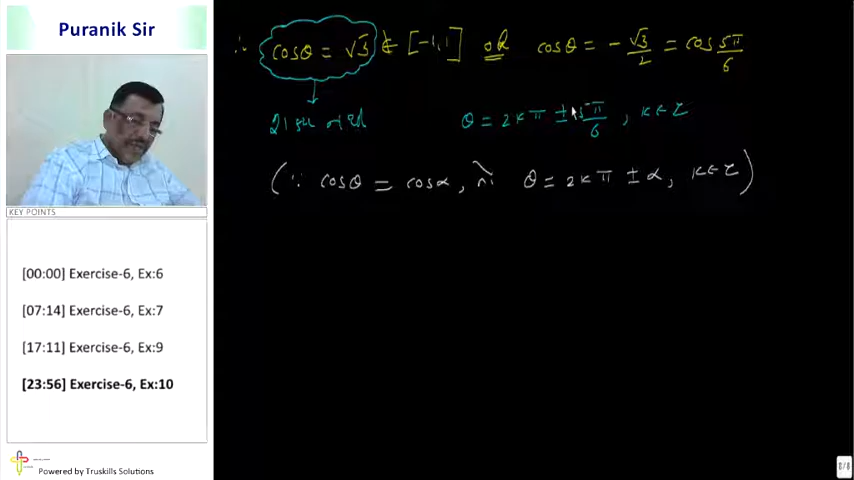 Puranik Sir
∴ cosθ = √3 ∉ [-1,1] or cosθ = -√3/2 = cos 5π/6
θ = 2kπ ± 5π/6, k∈Z
(∵ cosθ = cosα, θ = 2kπ ± α, k∈Z)
KEY POINTS
[00:00] Exercise-6, Ex:6
[07:14] Exercise-6, Ex:7
[17:11] Exercise-6, Ex:9
[23:56] Exercise-6, Ex:10
Powered by Truskills Solutions
8/8